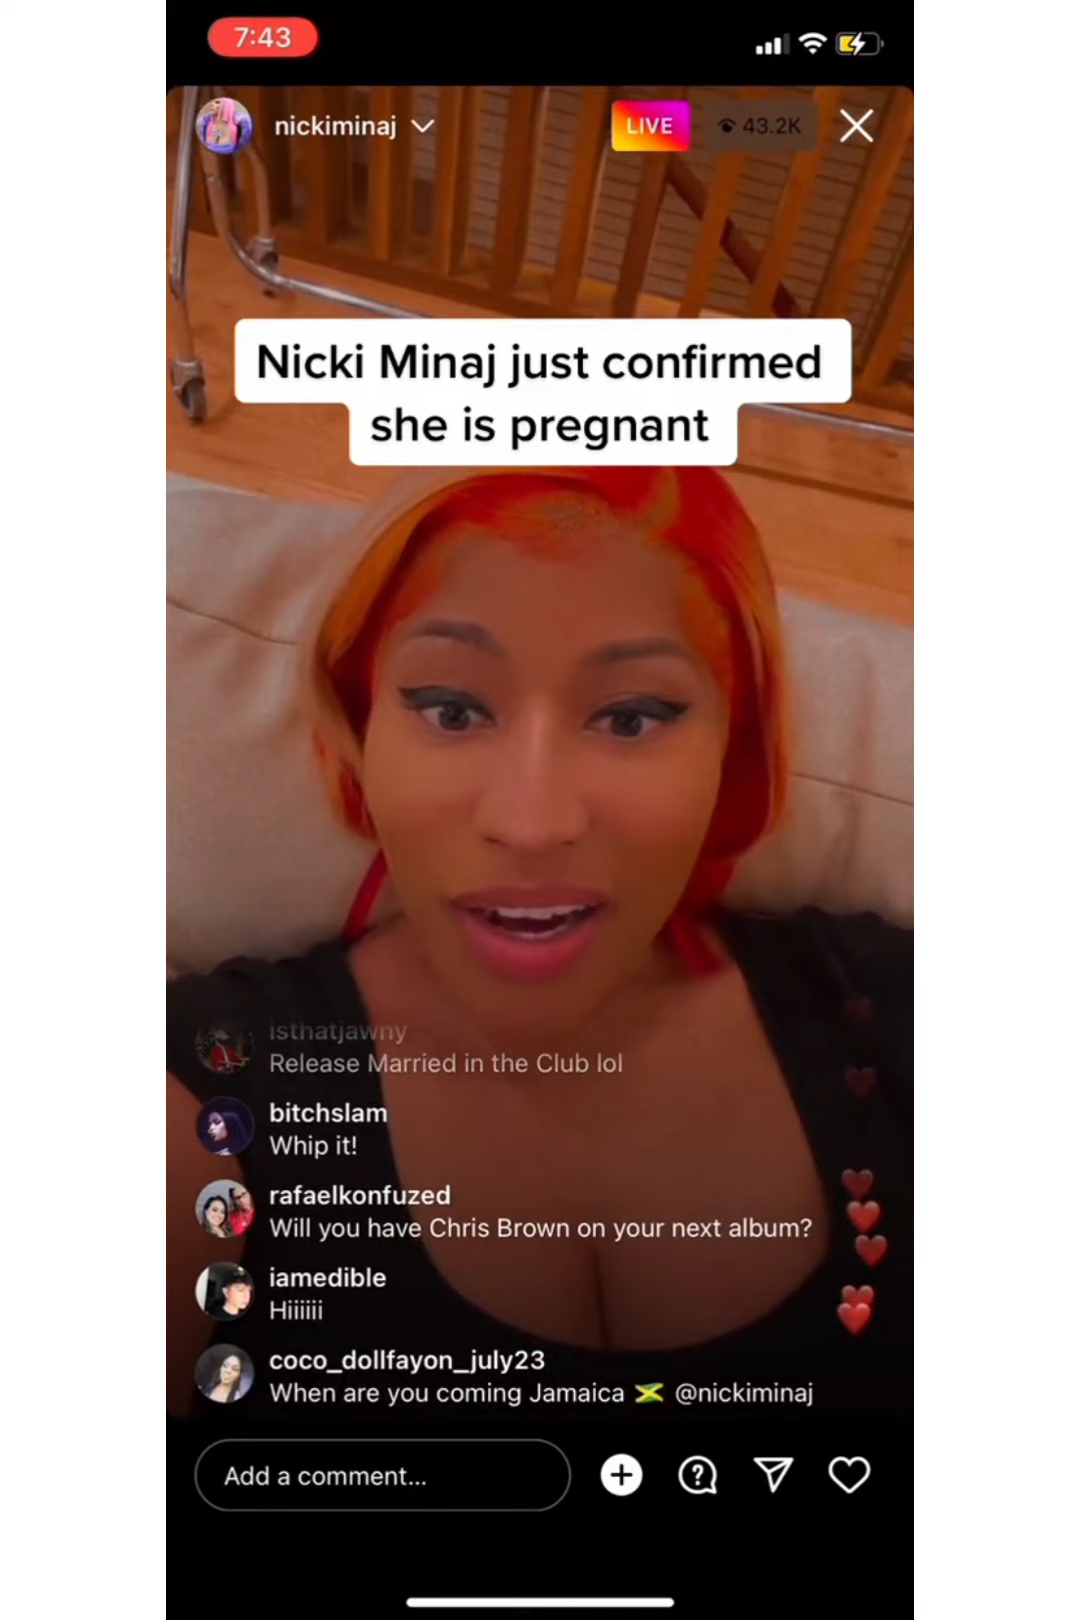 7:43
nickiminaj
LIVE
43.2K
Nicki Minaj just confirmed
she is pregnant
isthatjawny
Release Married in the Club lol
bitchslam
Whip it!
rafaelkonfuzed
Will you have Chris Brown on your next album?
iamedible
Hiiiiii
coco_dollfayon_july23
When are you coming Jamaica 🇯🇲 @nickiminaj
Add a comment...